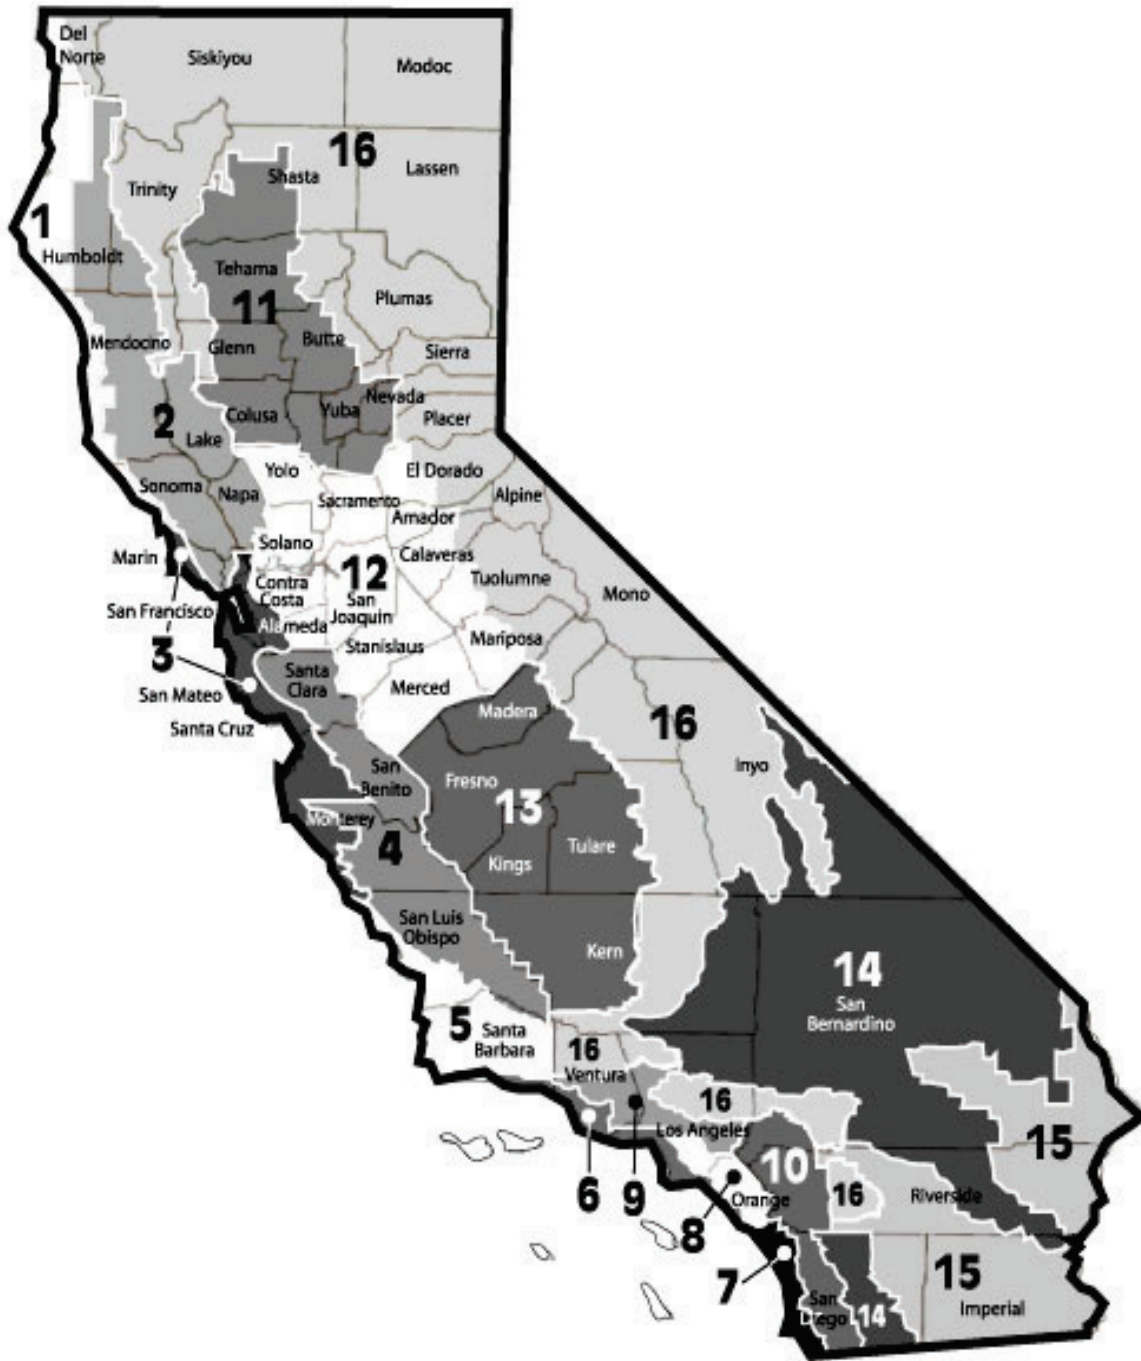 Del
Norte
Siskiyou
Modoc
16
Shasta
Lassen
Trinity
1
Humboldt
Tehama
11
Plumas
Mendocino
Glenn
Butte
Sierra
Nevada
Colusa
Yuba
Placer
2
Lake
Yolo
El Dorado
Sonoma
Napa
Sacramento
Alpine
Amador
Marin
Solano
Calaveras
Contra
Costa
12
Tuolumne
Mono
San Francisco
San
Joaquin
Alameda
3
Stanislaus
Mariposa
Santa
Clara
San Mateo
Merced
Santa Cruz
Madera
16
San
Benito
Fresno
Inyo
13
Monterey
4
Kings
Tulare
San Luis
Obispo
Kern
14
San
Bernardino
5
Santa
Barbara
16
Ventura
16
Los Angeles
15
10
6
9
Orange
16
Riverside
8
7
15
San
Diego
14
Imperial